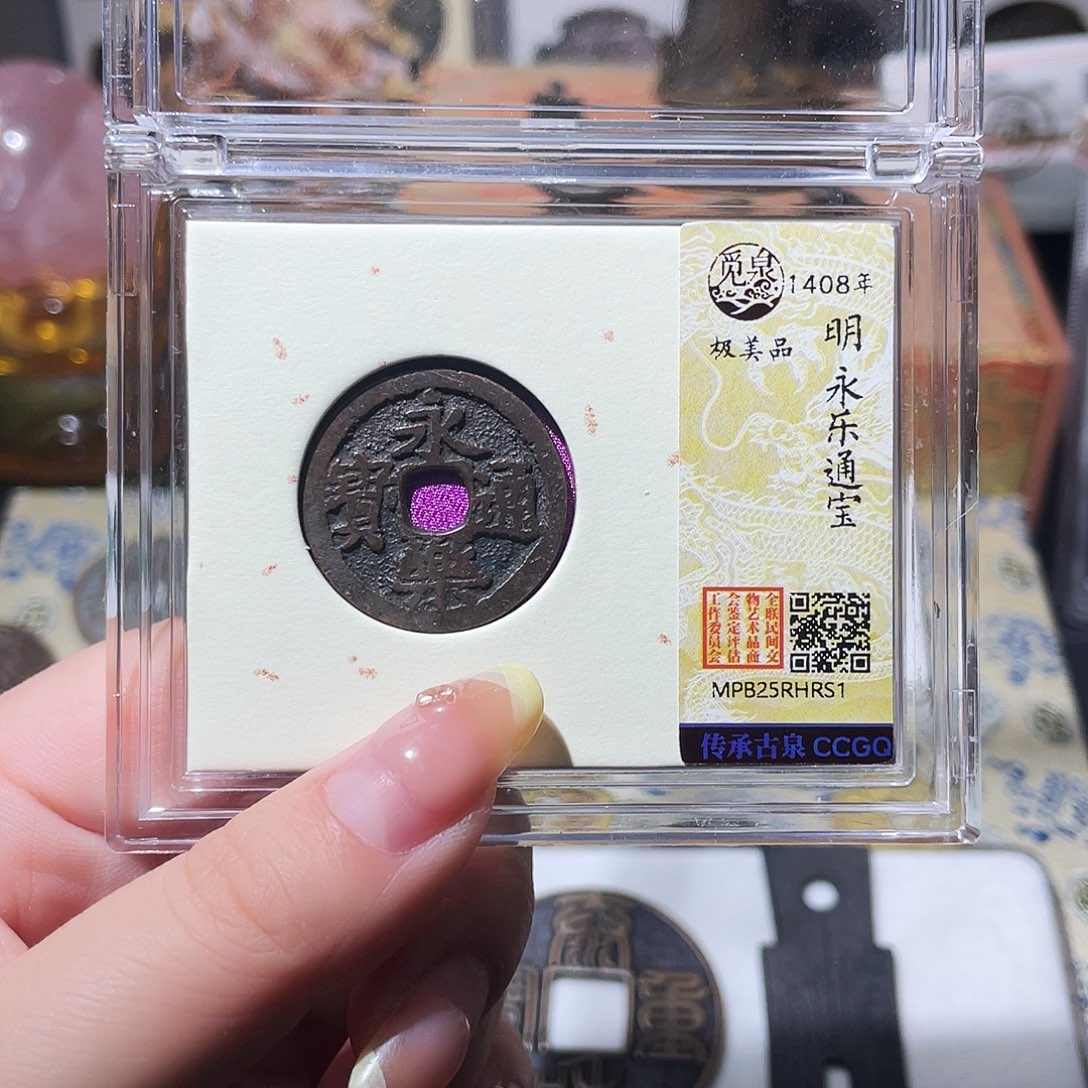 永
通
樂
寳
觅泉
1408年
极美品
明 永乐通宝
全联民间文
物艺术品商
会鉴定评估
工作委员会
MPB25RHRS1
传承古泉 CCGQ